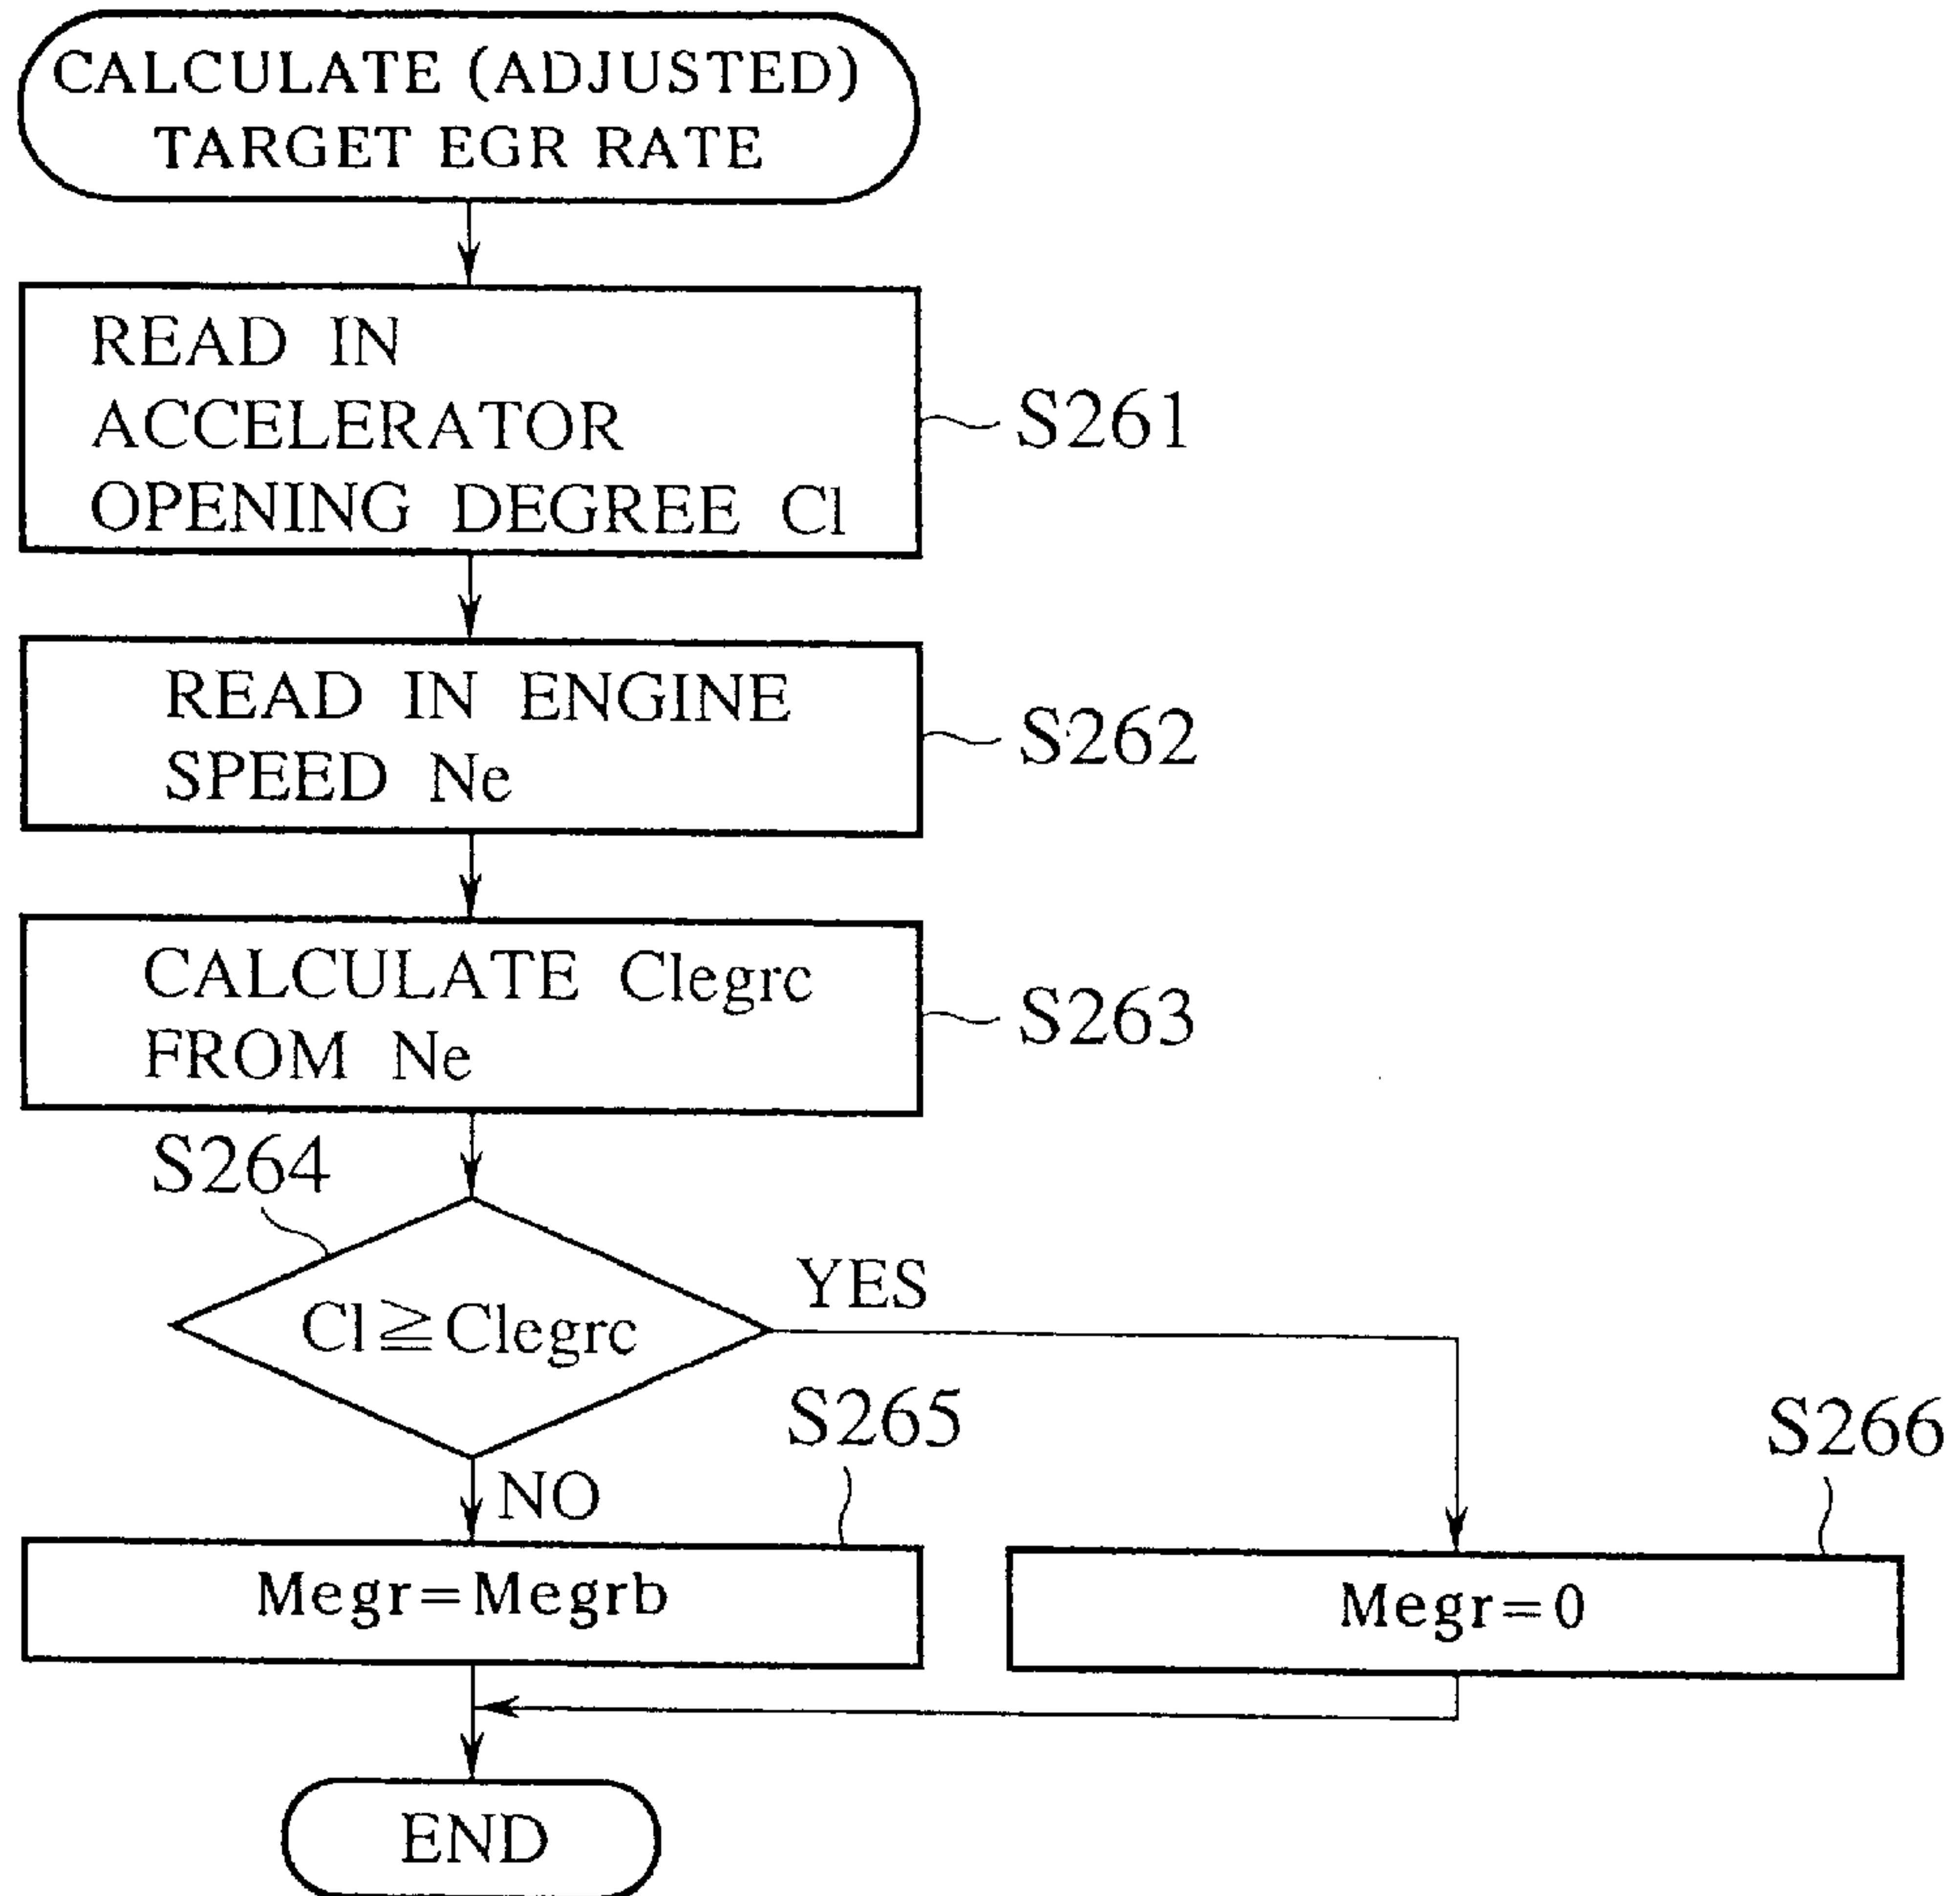 CALCULATE (ADJUSTED)
TARGET EGR RATE
READ IN
ACCELERATOR
OPENING DEGREE Cl
S261
READ IN ENGINE
SPEED Ne
S262
CALCULATE Clegrc
FROM Ne
S263
S264
Cl≧Clegrc
YES
NO
S265
Megr=Megrb
S266
Megr=0
END